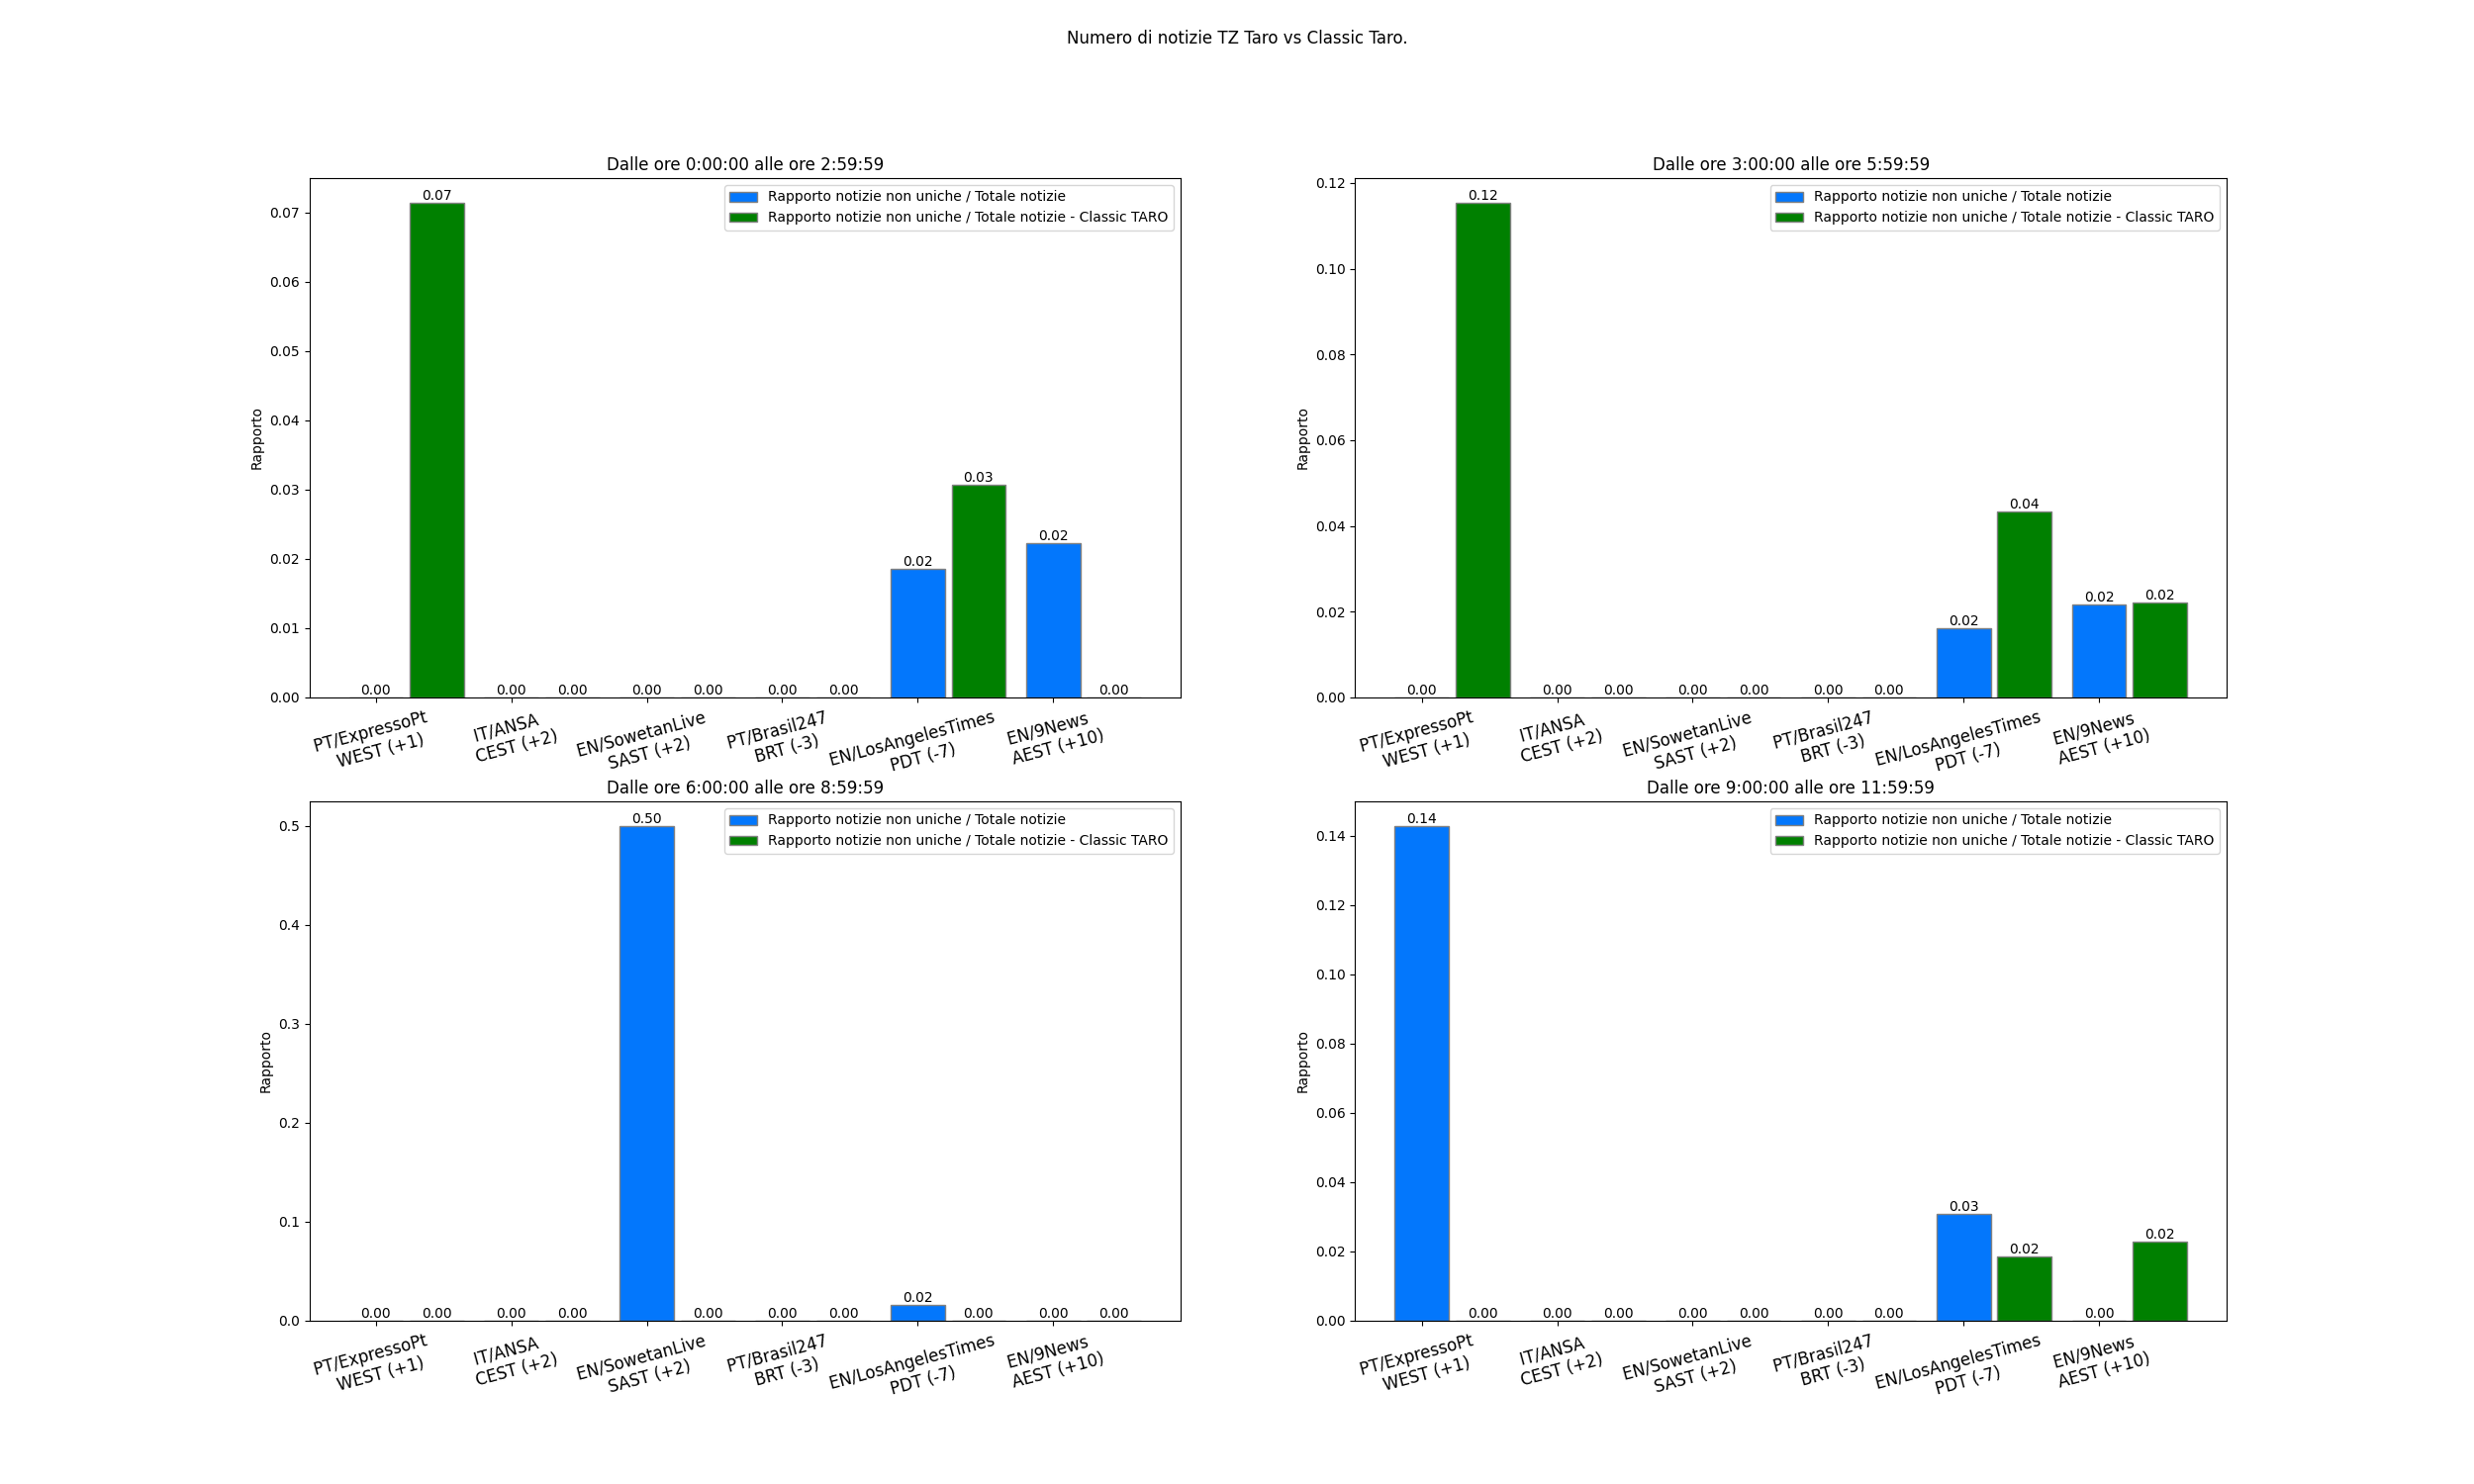 Numero di notizie TZ Taro vs Classic Taro.
Dalle ore 0:00:00 alle ore 2:59:59
Rapporto notizie non uniche / Totale notizie
Rapporto notizie non uniche / Totale notizie - Classic TARO
Rapporto
0.07
0.06
0.05
0.04
0.03
0.02
0.01
0.00
0.00
0.07
0.00
0.00
0.00
0.00
0.00
0.00
0.02
0.03
0.02
0.00
PT/ExpressoPt
WEST (+1)
IT/ANSA
CEST (+2)
EN/SowetanLive
SAST (+2)
PT/Brasil247
BRT (-3)
EN/LosAngelesTimes
PDT (-7)
EN/9News
AEST (+10)
Dalle ore 3:00:00 alle ore 5:59:59
Rapporto notizie non uniche / Totale notizie
Rapporto notizie non uniche / Totale notizie - Classic TARO
Rapporto
0.12
0.10
0.08
0.06
0.04
0.02
0.00
0.00
0.12
0.00
0.00
0.00
0.00
0.00
0.00
0.02
0.04
0.02
0.02
PT/ExpressoPt
WEST (+1)
IT/ANSA
CEST (+2)
EN/SowetanLive
SAST (+2)
PT/Brasil247
BRT (-3)
EN/LosAngelesTimes
PDT (-7)
EN/9News
AEST (+10)
Dalle ore 6:00:00 alle ore 8:59:59
Rapporto notizie non uniche / Totale notizie
Rapporto notizie non uniche / Totale notizie - Classic TARO
Rapporto
0.5
0.4
0.3
0.2
0.1
0.0
0.00
0.00
0.00
0.00
0.50
0.00
0.00
0.00
0.02
0.00
0.00
0.00
PT/ExpressoPt
WEST (+1)
IT/ANSA
CEST (+2)
EN/SowetanLive
SAST (+2)
PT/Brasil247
BRT (-3)
EN/LosAngelesTimes
PDT (-7)
EN/9News
AEST (+10)
Dalle ore 9:00:00 alle ore 11:59:59
Rapporto notizie non uniche / Totale notizie
Rapporto notizie non uniche / Totale notizie - Classic TARO
Rapporto
0.14
0.12
0.10
0.08
0.06
0.04
0.02
0.00
0.14
0.00
0.00
0.00
0.00
0.00
0.00
0.00
0.03
0.02
0.00
0.02
PT/ExpressoPt
WEST (+1)
IT/ANSA
CEST (+2)
EN/SowetanLive
SAST (+2)
PT/Brasil247
BRT (-3)
EN/LosAngelesTimes
PDT (-7)
EN/9News
AEST (+10)